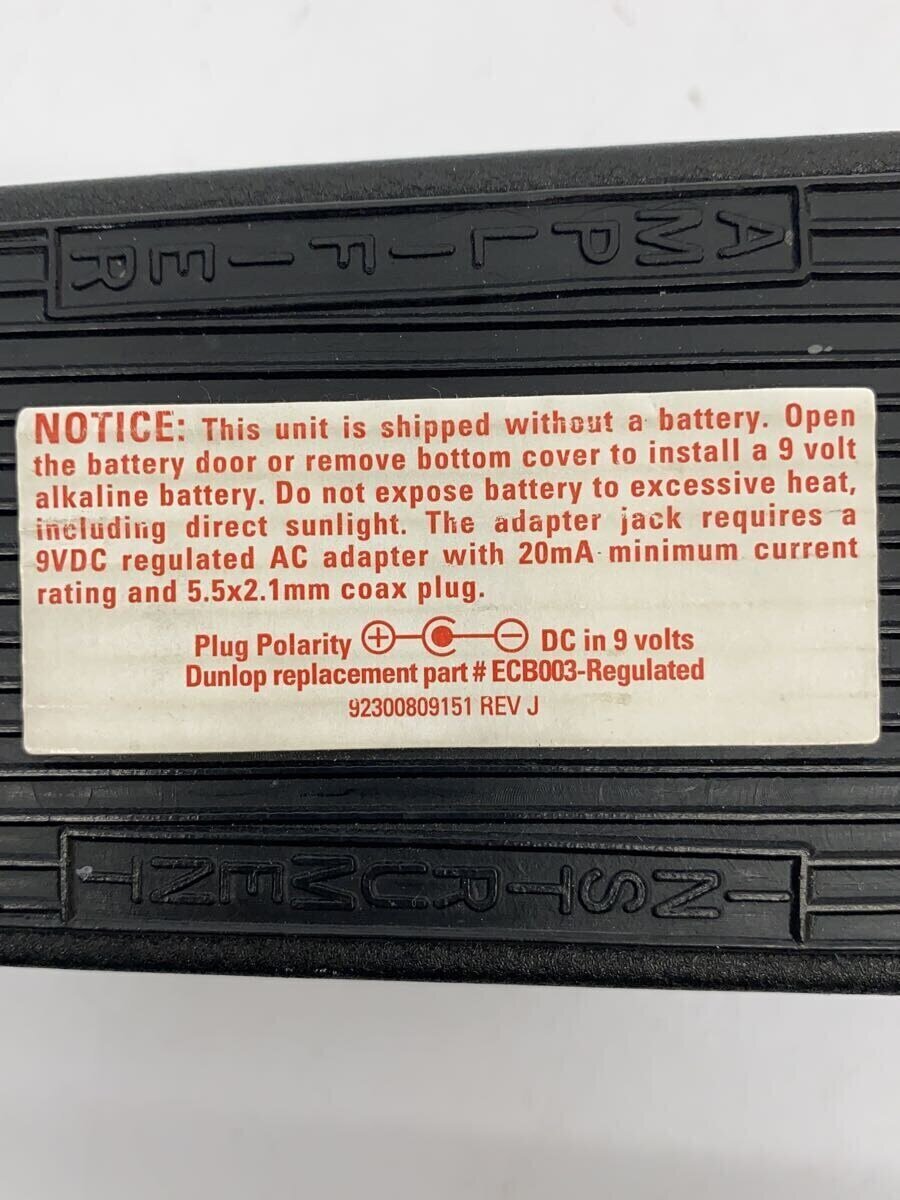 AMPLIFIER
NOTICE: This unit is shipped without a battery. Open
the battery door or remove bottom cover to install a 9 volt
alkaline battery. Do not expose battery to excessive heat,
including direct sunlight. The adapter jack requires a
9VDC regulated AC adapter with 20mA minimum current
rating and 5.5x2.1mm coax plug.
Plug Polarity + - DC in 9 volts
Dunlop replacement part # ECB003-Regulated
92300809151 REV J
INSTRUMENT